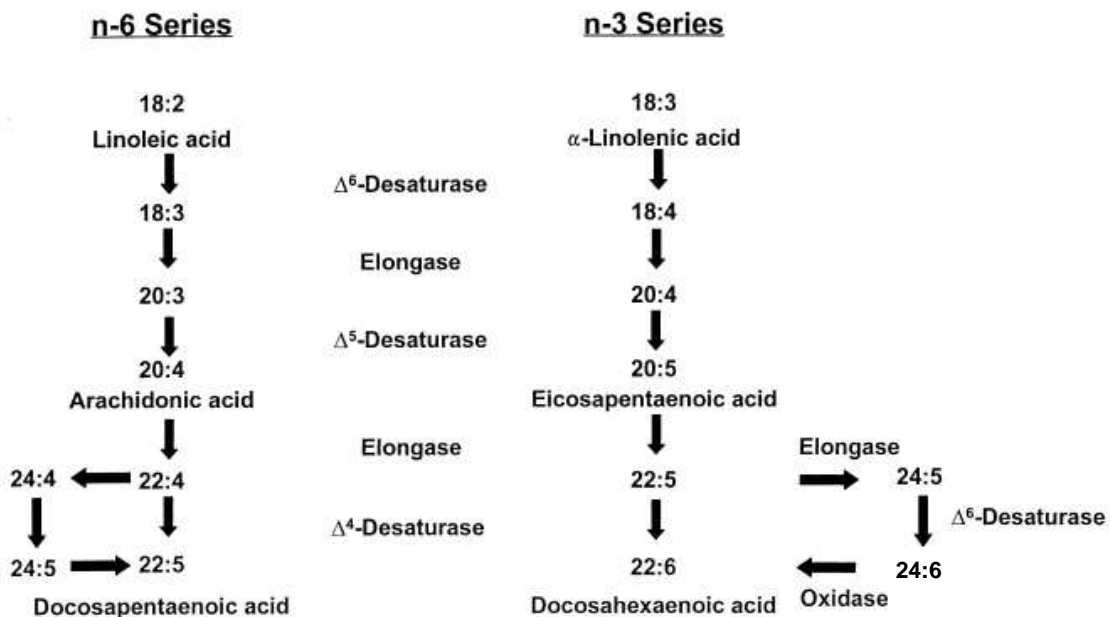 n-6 Series
n-3 Series
18:2
18:3
Linoleic acid
α-Linolenic acid
Δ⁶-Desaturase
18:3
18:4
Elongase
20:3
20:4
Δ⁵-Desaturase
20:4
20:5
Arachidonic acid
Eicosapentaenoic acid
Elongase
Elongase
24:4
22:4
22:5
24:5
Δ⁴-Desaturase
Δ⁶-Desaturase
24:5
22:5
22:6
24:6
Docosapentaenoic acid
Docosahexaenoic acid
Oxidase